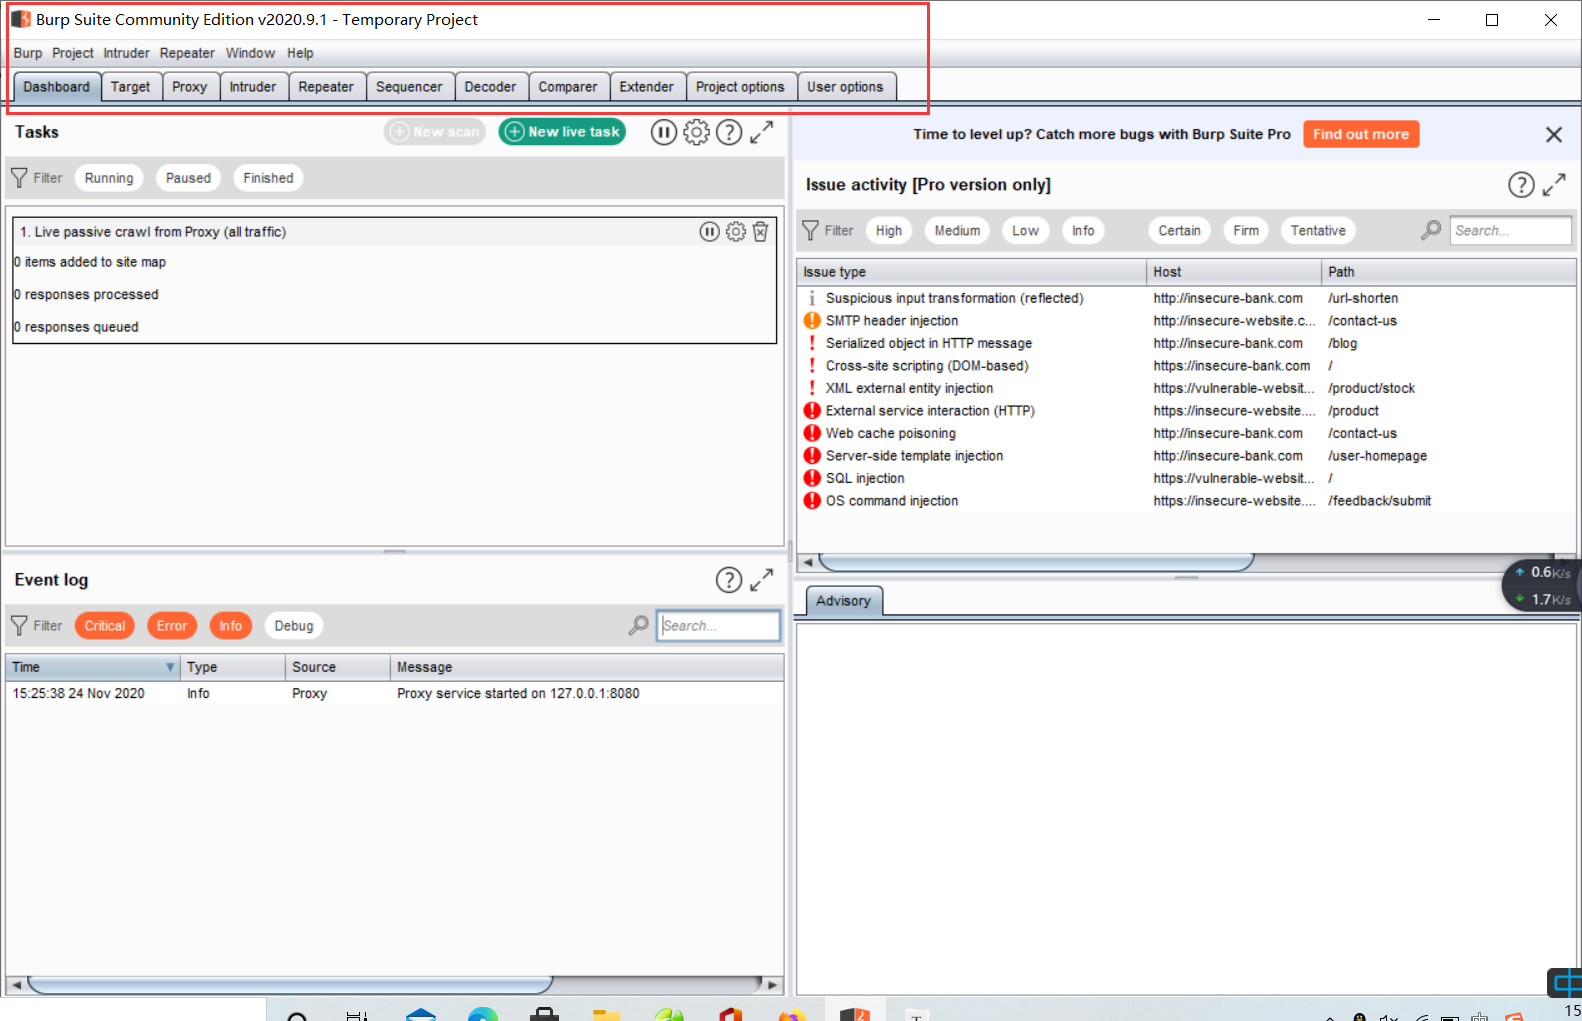 Burp Suite Community Edition v2020.9.1 - Temporary Project
Burp Project Intruder Repeater Window Help
Dashboard Target Proxy Intruder Repeater Sequencer Decoder Comparer Extender Project options User options
Tasks
New scan
New live task
Filter Running Paused Finished
1. Live passive crawl from Proxy (all traffic)
0 items added to site map
0 responses processed
0 responses queued
Event log
Filter Critical Error Info Debug Search...
Time Type Source Message
15:25:38 24 Nov 2020 Info Proxy Proxy service started on 127.0.0.1:8080
Time to level up? Catch more bugs with Burp Suite Pro Find out more
Issue activity [Pro version only]
Filter High Medium Low Info Certain Firm Tentative Search...
Issue type Host Path
Suspicious input transformation (reflected) http://insecure-bank.com /url-shorten
SMTP header injection http://insecure-website.c... /contact-us
Serialized object in HTTP message http://insecure-bank.com /blog
Cross-site scripting (DOM-based) https://insecure-bank.com /
XML external entity injection https://vulnerable-websit... /product/stock
External service interaction (HTTP) https://insecure-website.... /product
Web cache poisoning http://insecure-bank.com /contact-us
Server-side template injection http://insecure-bank.com /user-homepage
SQL injection https://vulnerable-websit... /
OS command injection https://insecure-website.... /feedback/submit
0.6K/s
1.7K/s
Advisory
中
15